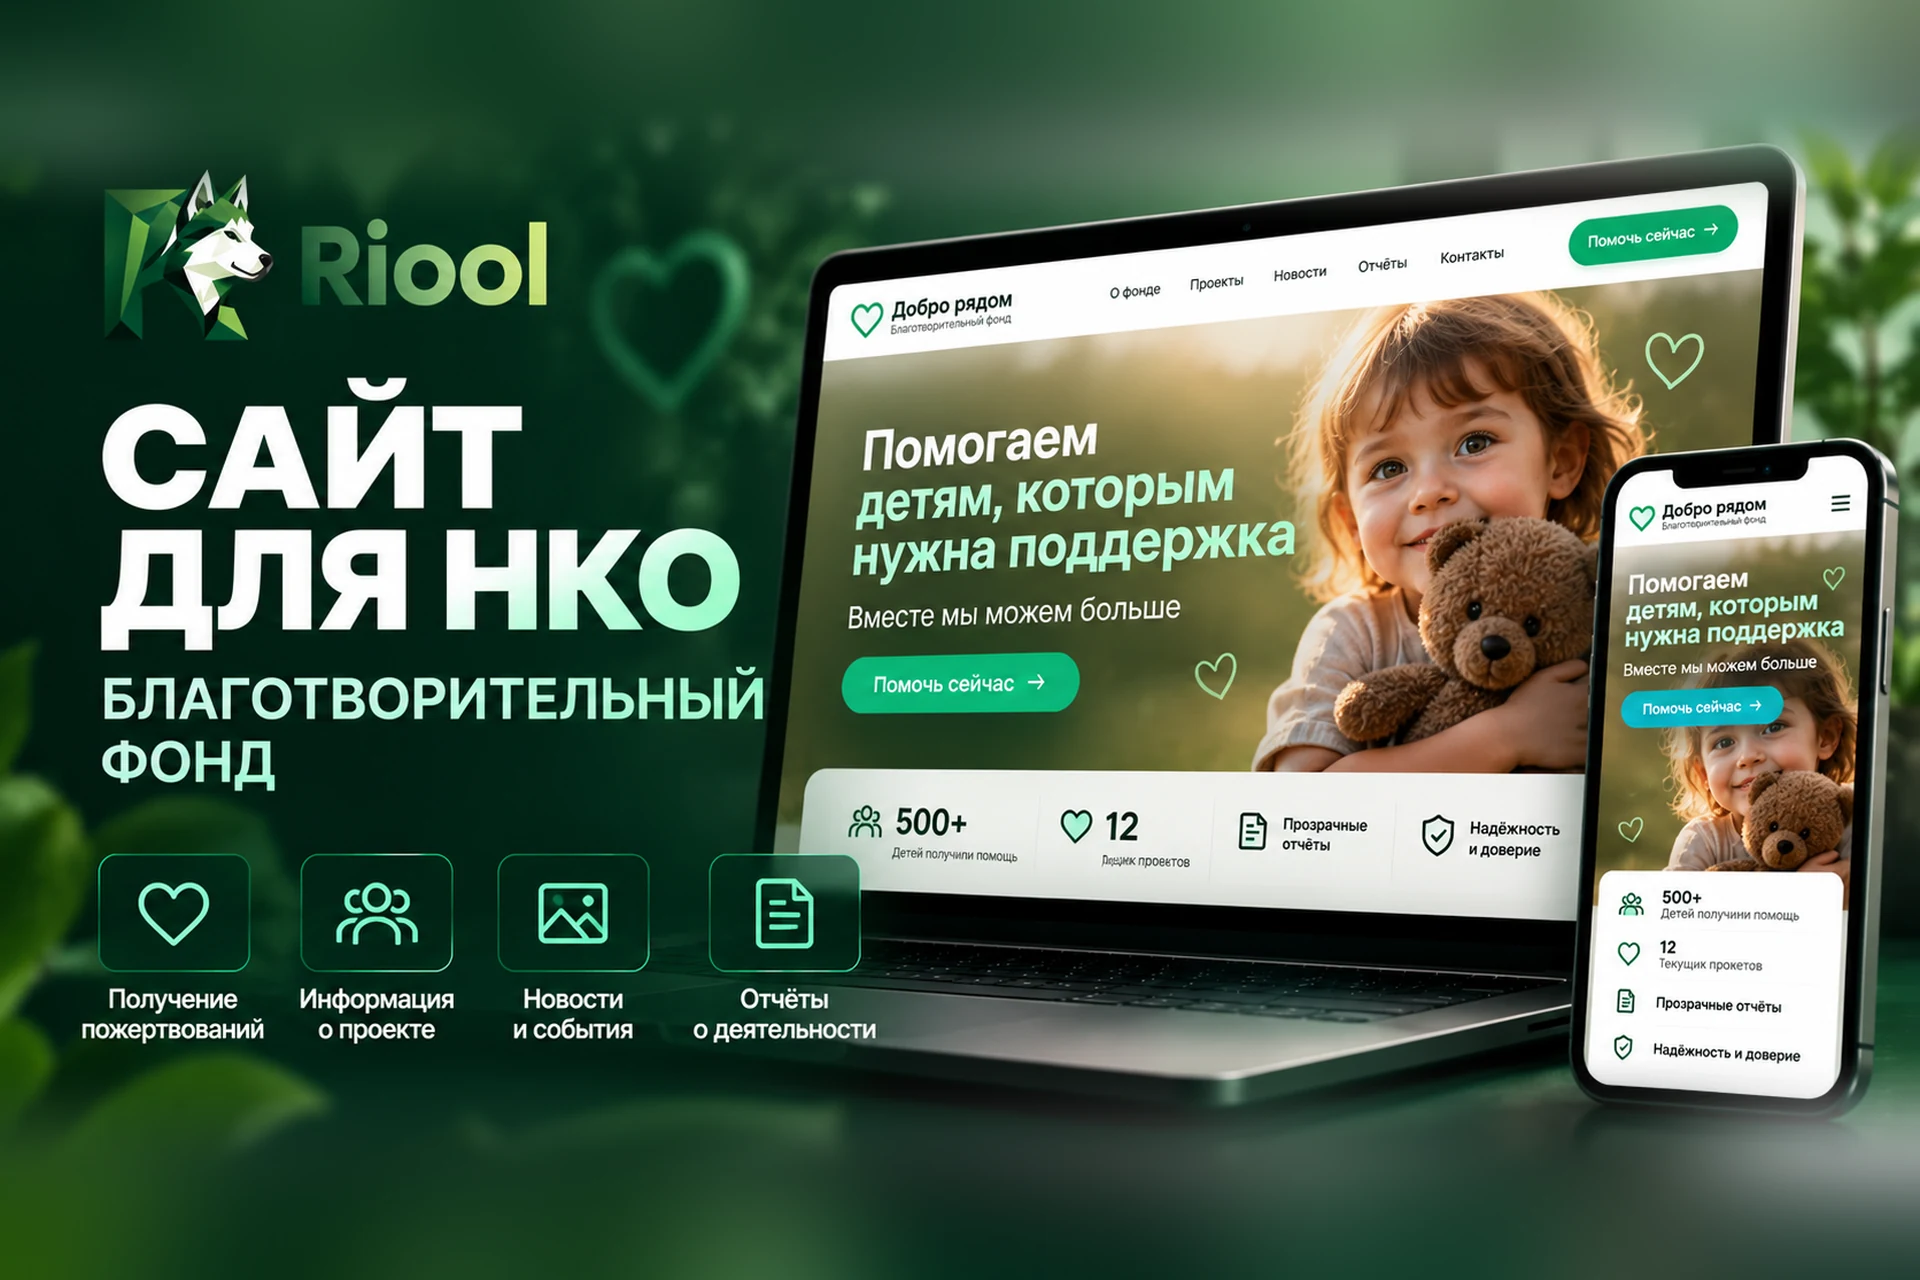 Riool
САЙТ
ДЛЯ НКО
БЛАГОТВОРИТЕЛЬНЫЙ
ФОНД
Получение
пожертвований
Информация
о проекте
Новости
и события
Отчёты
о деятельности
Добро рядом
Благотворительный фонд
О фонде
Проекты
Новости
Отчёты
Контакты
Помочь сейчас →
Помогаем
детям, которым
нужна поддержка
Вместе мы можем больше
Помочь сейчас →
500+
Детей получили помощь
12
проектов
Прозрачные
отчёты
Надёжность
и доверие
Добро рядом
Благотворительный фонд
Помогаем
детям, которым
нужна поддержка
Вместе мы можем больше
Помочь сейчас →
500+
Детей получини помощь
12
Текущик прокетов
Прозрачные отчёты
Надёжность и доверие